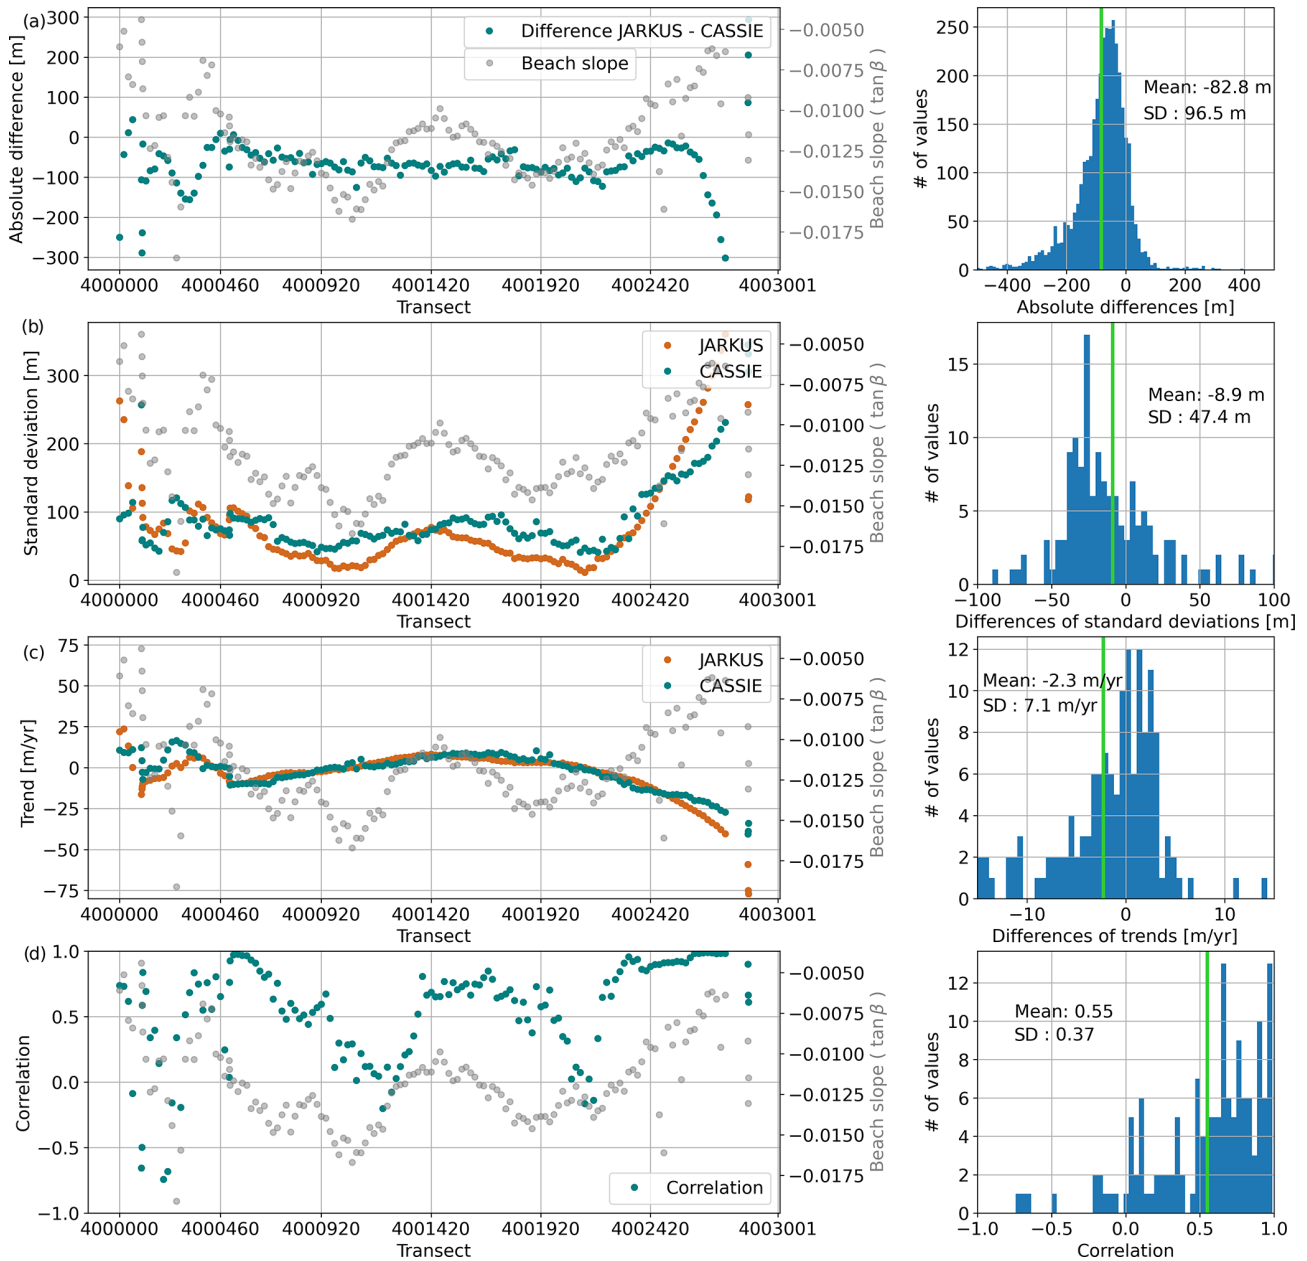 (a)
300
200
100
0
−100
−200
−300
Absolute difference [m]
Difference JARKUS - CASSIE
Beach slope
−0.0050
−0.0075
−0.0100
−0.0125
−0.0150
−0.0175
Beach slope ( tan β )
4000000 4000460 4000920 4001420 4001920 4002420 4003001
Transect
250
200
150
100
50
0
# of values
Mean: -82.8 m
SD : 96.5 m
−400 −200 0 200 400
Absolute differences [m]
(b)
300
200
100
0
Standard deviation [m]
JARKUS
CASSIE
−0.0050
−0.0075
−0.0100
−0.0125
−0.0150
−0.0175
Beach slope ( tan β )
4000000 4000460 4000920 4001420 4001920 4002420 4003001
Transect
15
10
5
0
# of values
Mean: -8.9 m
SD : 47.4 m
−100 −50 0 50 100
Differences of standard deviations [m]
(c)
75
50
25
0
−25
−50
−75
Trend [m/yr]
JARKUS
CASSIE
−0.0050
−0.0075
−0.0100
−0.0125
−0.0150
−0.0175
Beach slope ( tan β )
4000000 4000460 4000920 4001420 4001920 4002420 4003001
Transect
12
10
8
6
4
2
0
# of values
Mean: -2.3 m/yr
SD : 7.1 m/yr
−10 0 10
Differences of trends [m/yr]
(d)
1.0
0.5
0.0
−0.5
−1.0
Correlation
Correlation
−0.0050
−0.0075
−0.0100
−0.0125
−0.0150
−0.0175
Beach slope ( tan β )
4000000 4000460 4000920 4001420 4001920 4002420 4003001
Transect
12
10
8
6
4
2
0
# of values
Mean: 0.55
SD : 0.37
−1.0 −0.5 0.0 0.5 1.0
Correlation